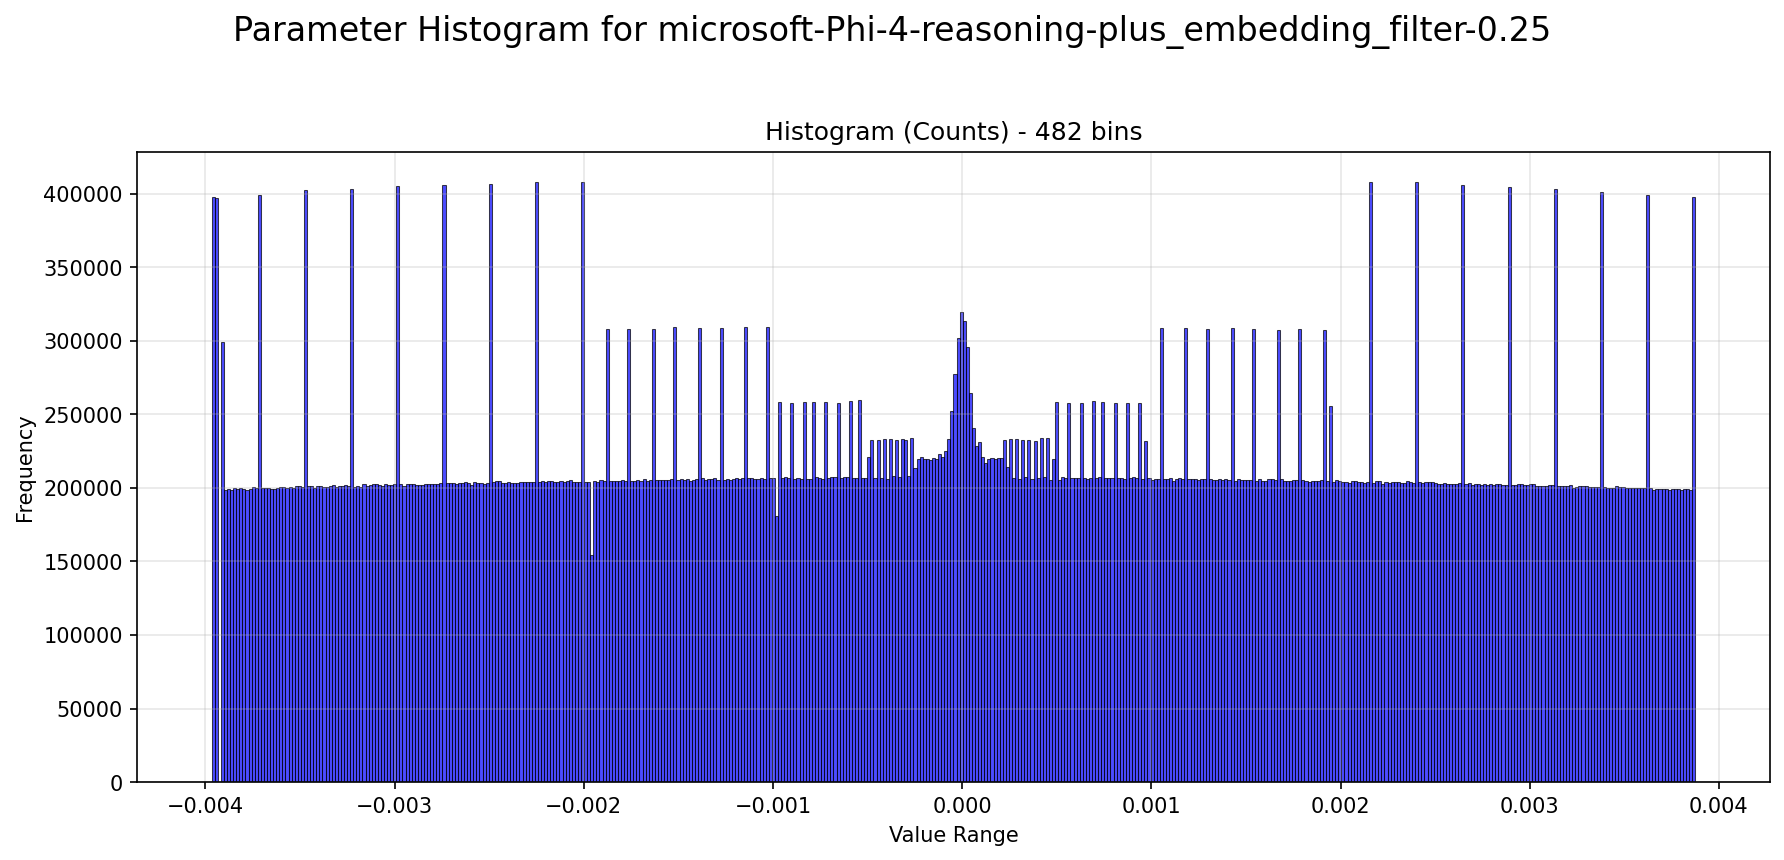 Parameter Histogram for microsoft-Phi-4-reasoning-plus_embedding_filter-0.25
Histogram (Counts) - 482 bins
Frequency
400000
350000
300000
250000
200000
150000
100000
50000
0
−0.004 −0.003 −0.002 −0.001 0.000 0.001 0.002 0.003 0.004
Value Range